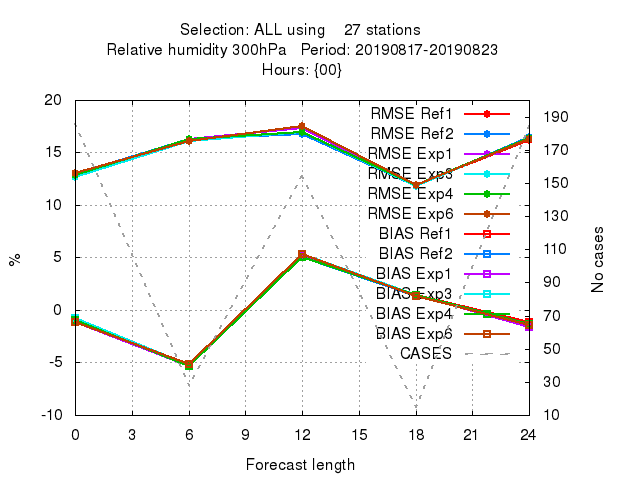 Selection: ALL using 27 stations
Relative humidity 300hPa Period: 20190817-20190823
Hours: {00}
20
15
10
5
0
-5
-10
%
RMSE Ref1
RMSE Ref2
RMSE Exp1
RMSE Exp3
RMSE Exp4
RMSE Exp6
BIAS Ref1
BIAS Ref2
BIAS Exp1
BIAS Exp3
BIAS Exp4
BIAS Exp6
CASES
190
170
150
130
110
90
70
50
30
10
No cases
0 3 6 9 12 15 18 21 24
Forecast length